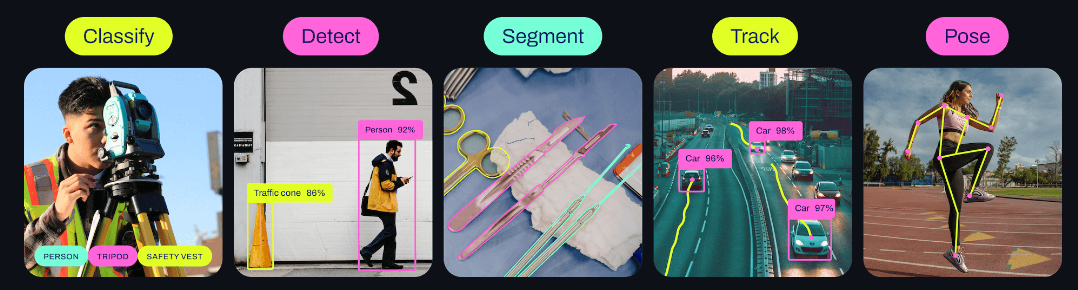 Classify
Detect
Segment
Track
Pose
PERSON
TRIPOD
SAFETY VEST
2
Person 92%
Traffic cone 86%
Car 98%
Car 96%
Car 97%